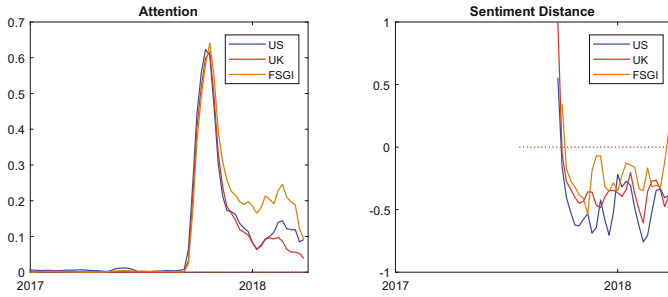 Attention
0.7
0.6
0.5
0.4
0.3
0.2
0.1
0
2017
2018
US
UK
FSGI
Sentiment Distance
1
0.5
0
-0.5
-1
2017
2018
US
UK
FSGI